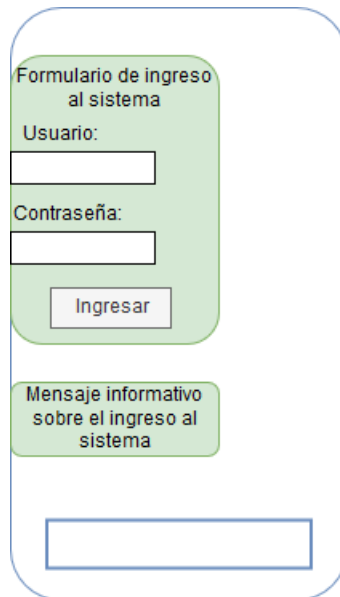 Formulario de ingreso
al sistema
Usuario:
Contraseña:
Ingresar
Mensaje informativo
sobre el ingreso al
sistema